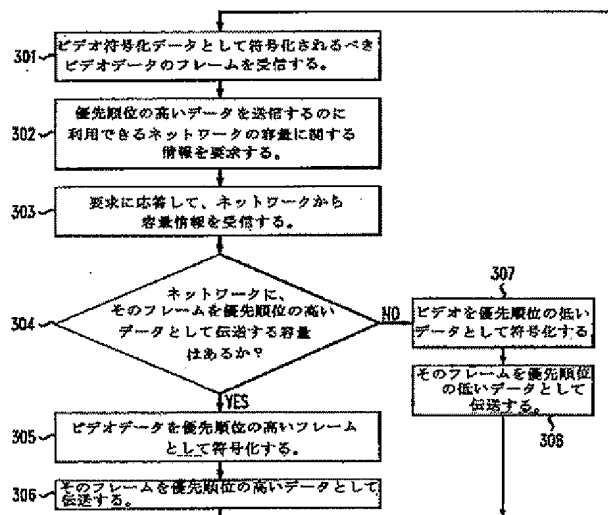 301
ビデオ符号化データとして符号化されるべき
ビデオデータのフレームを受信する。
302
優先順位の高いデータを送信するのに
利用できるネットワークの容量に関する
情報を要求する。
303
要求に応答して、ネットワークから
容量情報を受信する。
304
ネットワークに、
そのフレームを優先順位の高い
データとして伝送する容量
はあるか?
NO
307
ビデオを優先順位の低い
データとして符号化する
そのフレームを優先順位
の低いデータとして
伝送する。
308
YES
305
ビデオデータを優先順位の高いフレーム
として符号化する。
306
そのフレームを優先順位の高いデータとして
伝送する。